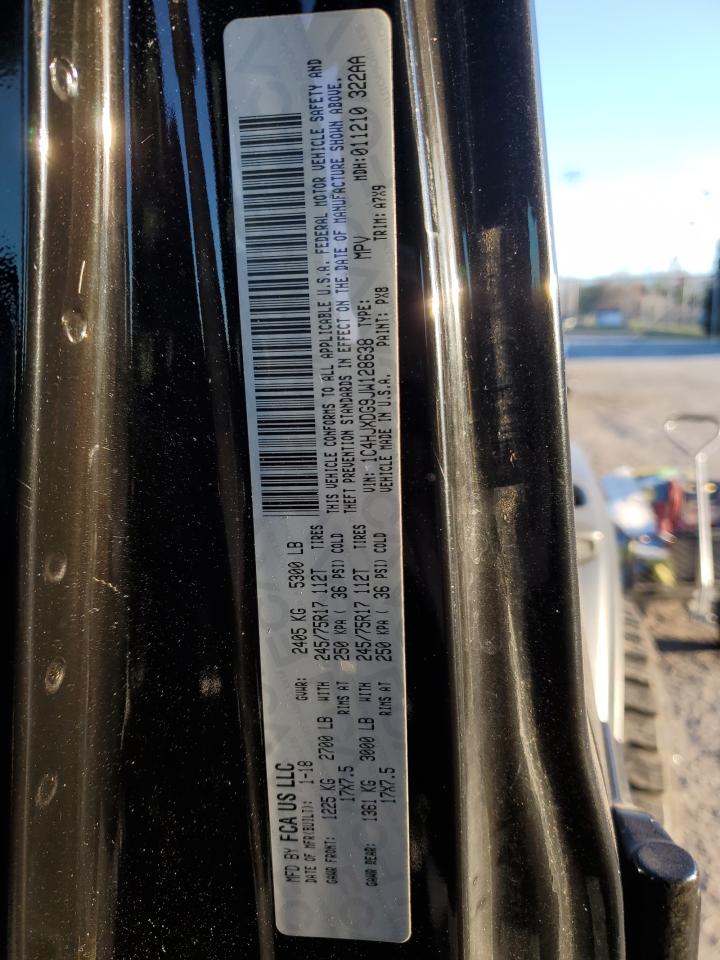 MFD BY FCA US LLC
DATE OF MFR(BUILT): 1-18 GVWR: 2405 KG 5300 LB
GAWR FRONT: 1225 KG 2700 LB WITH 245/75R17 112T TIRES
17X7.5 RIMS AT 250 KPA ( 36 PSI) COLD
GAWR REAR: 1361 KG 3000 LB WITH 245/75R17 112T TIRES
17X7.5 RIMS AT 250 KPA ( 36 PSI) COLD
THIS VEHICLE CONFORMS TO ALL APPLICABLE U.S.A. FEDERAL MOTOR VEHICLE SAFETY AND
THEFT PREVENTION STANDARDS IN EFFECT ON THE DATE OF MANUFACTURE SHOWN ABOVE.
VIN: 1C4HJXDG9JW128638 TYPE: MPV MDH: 011210 322AA
VEHICLE MADE IN U.S.A. PAINT: PX8 TRIM: A7X9